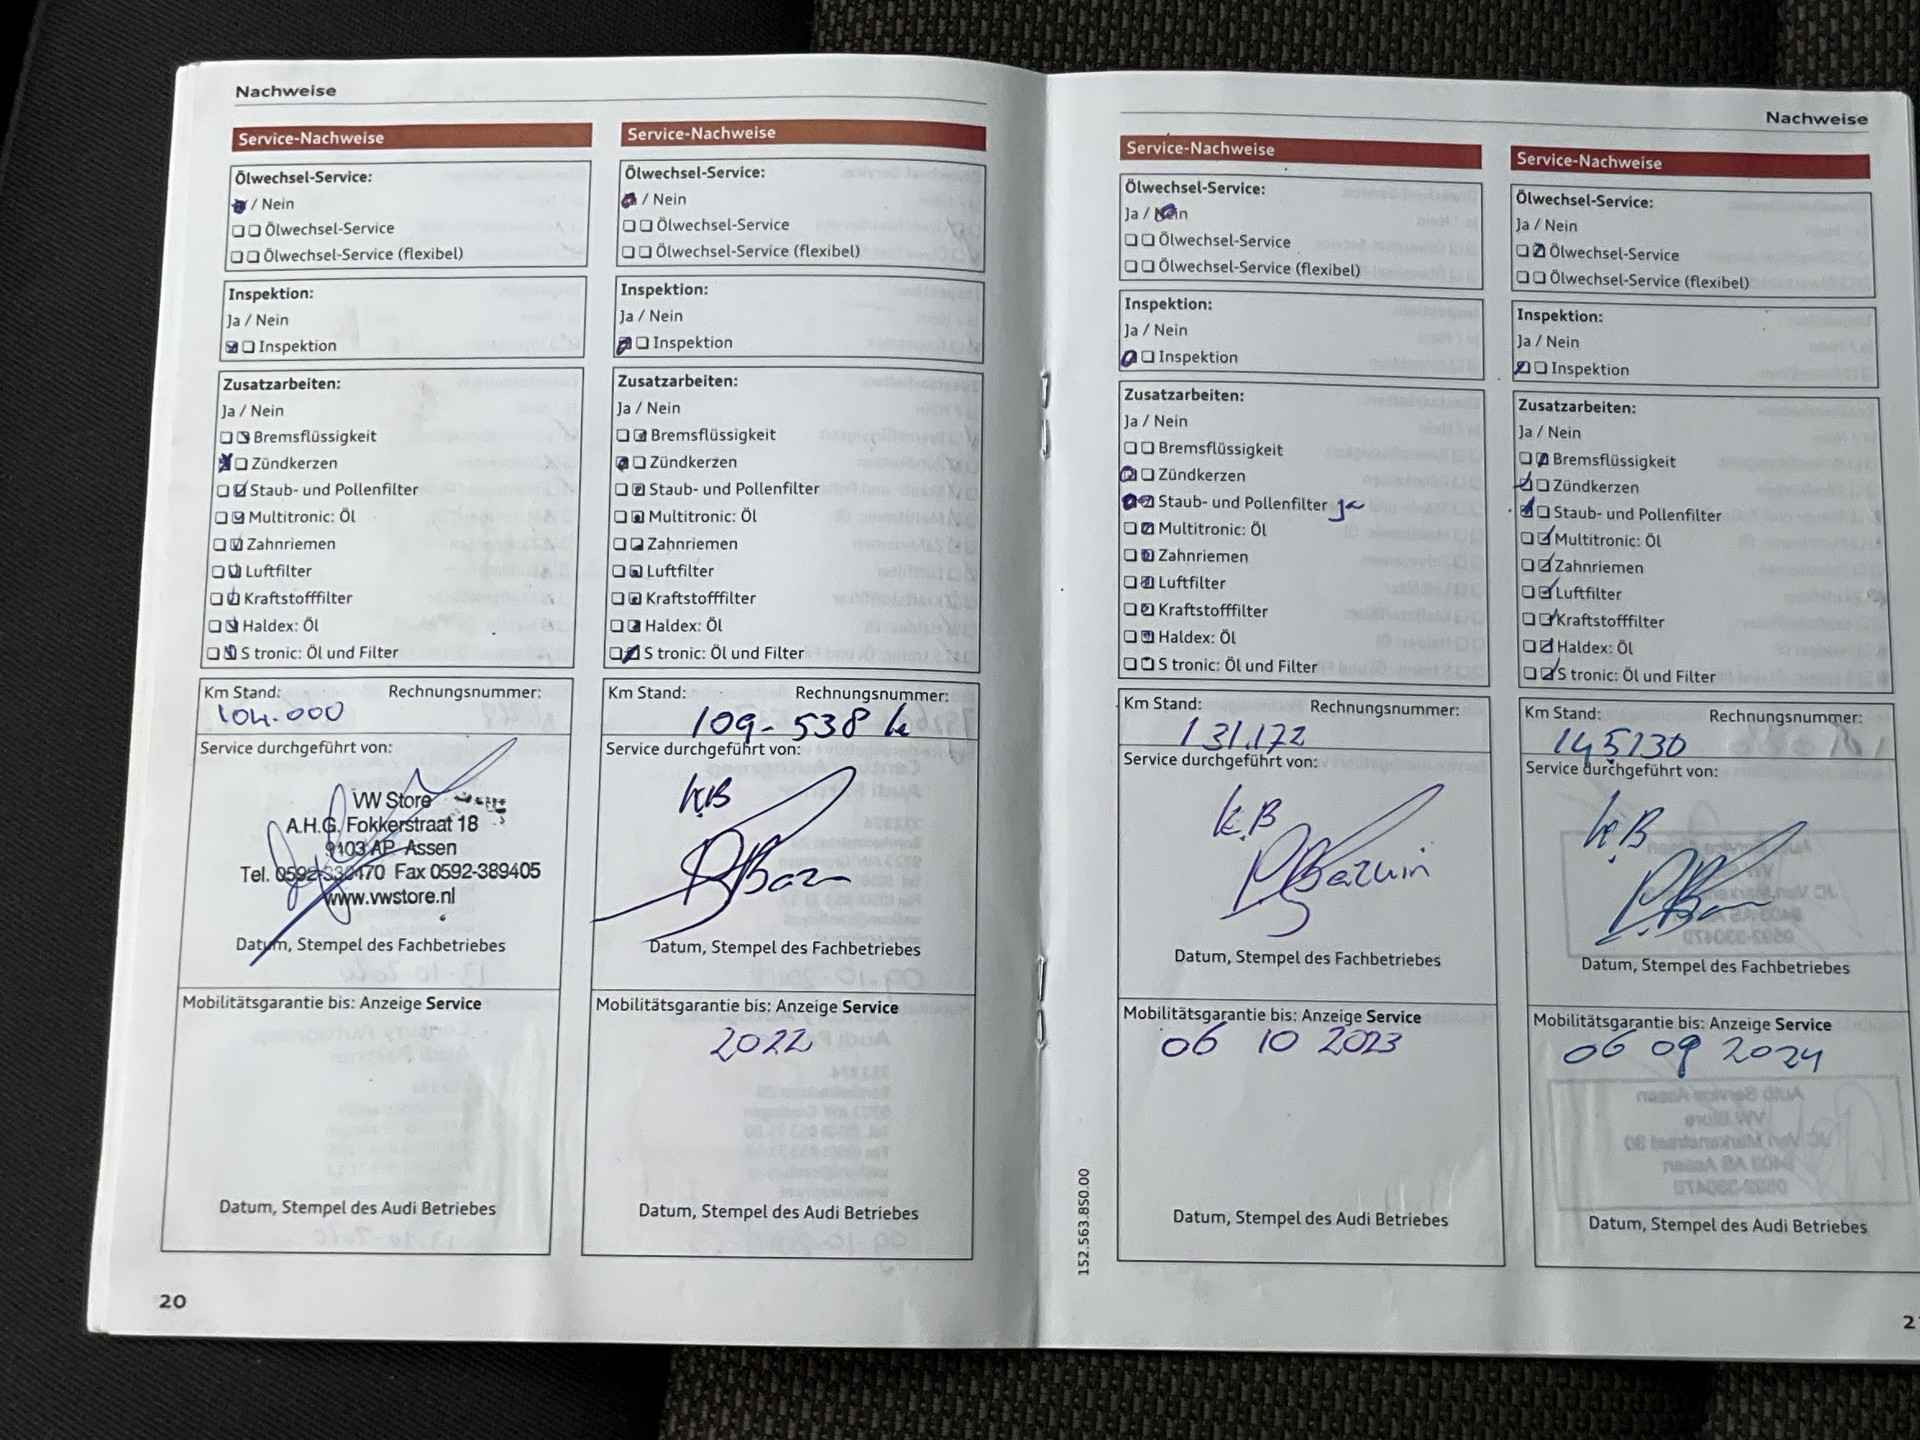 Nachweise
Service-Nachweise
Ölwechsel-Service:
/ Nein
Ölwechsel-Service
Ölwechsel-Service (flexibel)
Inspektion:
Ja / Nein
Inspektion
Zusatzarbeiten:
Ja / Nein
Bremsflüssigkeit
Zündkerzen
Staub- und Pollenfilter
Multitronic: Öl
Zahnriemen
Luftfilter
Kraftstofffilter
Haldex: Öl
S tronic: Öl und Filter
Km Stand: Rechnungsnummer:
104.000
Service durchgeführt von:
VW Store
A.H.G. Fokkerstraat 18
9403 AP Assen
Tel. 0592-330470 Fax 0592-389405
www.vwstore.nl
Datum, Stempel des Fachbetriebes
Mobilitätsgarantie bis: Anzeige Service
Datum, Stempel des Audi Betriebes
20
Service-Nachweise
Ölwechsel-Service:
/ Nein
Ölwechsel-Service
Ölwechsel-Service (flexibel)
Inspektion:
Ja / Nein
Inspektion
Zusatzarbeiten:
Ja / Nein
Bremsflüssigkeit
Zündkerzen
Staub- und Pollenfilter
Multitronic: Öl
Zahnriemen
Luftfilter
Kraftstofffilter
Haldex: Öl
S tronic: Öl und Filter
Km Stand: Rechnungsnummer:
109-538 k
Service durchgeführt von:
K.B
Datum, Stempel des Fachbetriebes
Mobilitätsgarantie bis: Anzeige Service
2022
Datum, Stempel des Audi Betriebes
Nachweise
Service-Nachweise
Ölwechsel-Service:
Ja / Nein
Ölwechsel-Service
Ölwechsel-Service (flexibel)
Inspektion:
Ja / Nein
Inspektion
Zusatzarbeiten:
Ja / Nein
Bremsflüssigkeit
Zündkerzen
Staub- und Pollenfilter Ja
Multitronic: Öl
Zahnriemen
Luftfilter
Kraftstofffilter
Haldex: Öl
S tronic: Öl und Filter
Km Stand: Rechnungsnummer:
131.172
Service durchgeführt von:
K.B
Datum, Stempel des Fachbetriebes
Mobilitätsgarantie bis: Anzeige Service
06 10 2023
Datum, Stempel des Audi Betriebes
152.563.850.00
Service-Nachweise
Ölwechsel-Service:
Ja / Nein
Ölwechsel-Service
Ölwechsel-Service (flexibel)
Inspektion:
Ja / Nein
Inspektion
Zusatzarbeiten:
Ja / Nein
Bremsflüssigkeit
Zündkerzen
Staub- und Pollenfilter
Multitronic: Öl
Zahnriemen
Luftfilter
Kraftstofffilter
Haldex: Öl
S tronic: Öl und Filter
Km Stand: Rechnungsnummer:
145130
Service durchgeführt von:
K.B
Datum, Stempel des Fachbetriebes
Mobilitätsgarantie bis: Anzeige Service
06 09 2024
Datum, Stempel des Audi Betriebes